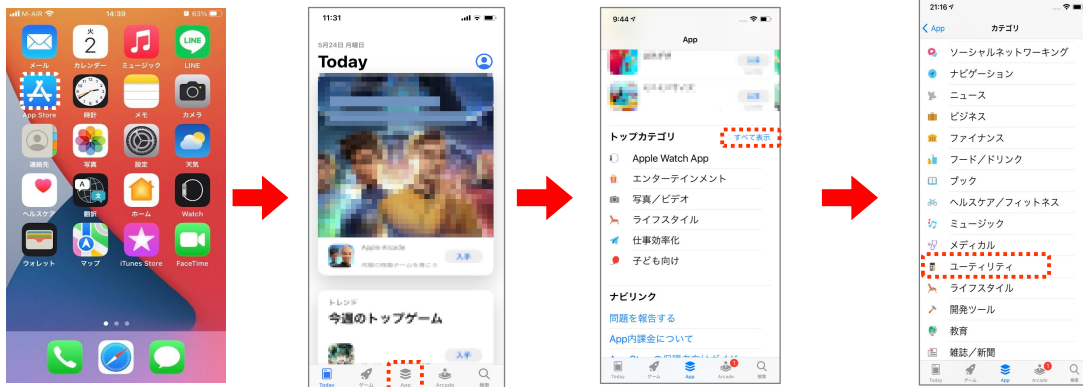 M-AIR
14:39
63%
火
2
LINE
メール
カレンダー
ミュージック
LINE
App Store
時計
メモ
カメラ
連絡先
写真
設定
天気
A
文
ヘルスケア
翻訳
ホーム
Watch
ウォレット
マップ
iTunes Store
FaceTime
11:31
5月24日 月曜日
Today
Apple Arcade
入手
トレンド
今週のトップゲーム
入手
Today
ゲーム
App
Arcade
検索
9:44
App
トップカテゴリ
すべて表示
Apple Watch App
エンターテインメント
写真/ビデオ
ライフスタイル
仕事効率化
子ども向け
ナビリンク
問題を報告する
App内課金について
Today
ゲーム
App
Arcade
検索
21:16
App
カテゴリ
ソーシャルネットワーキング
ナビゲーション
ニュース
ビジネス
ファイナンス
フード/ドリンク
ブック
ヘルスケア/フィットネス
ミュージック
メディカル
ユーティリティ
ライフスタイル
開発ツール
教育
雑誌/新聞
Today
ゲーム
App
Arcade
検索